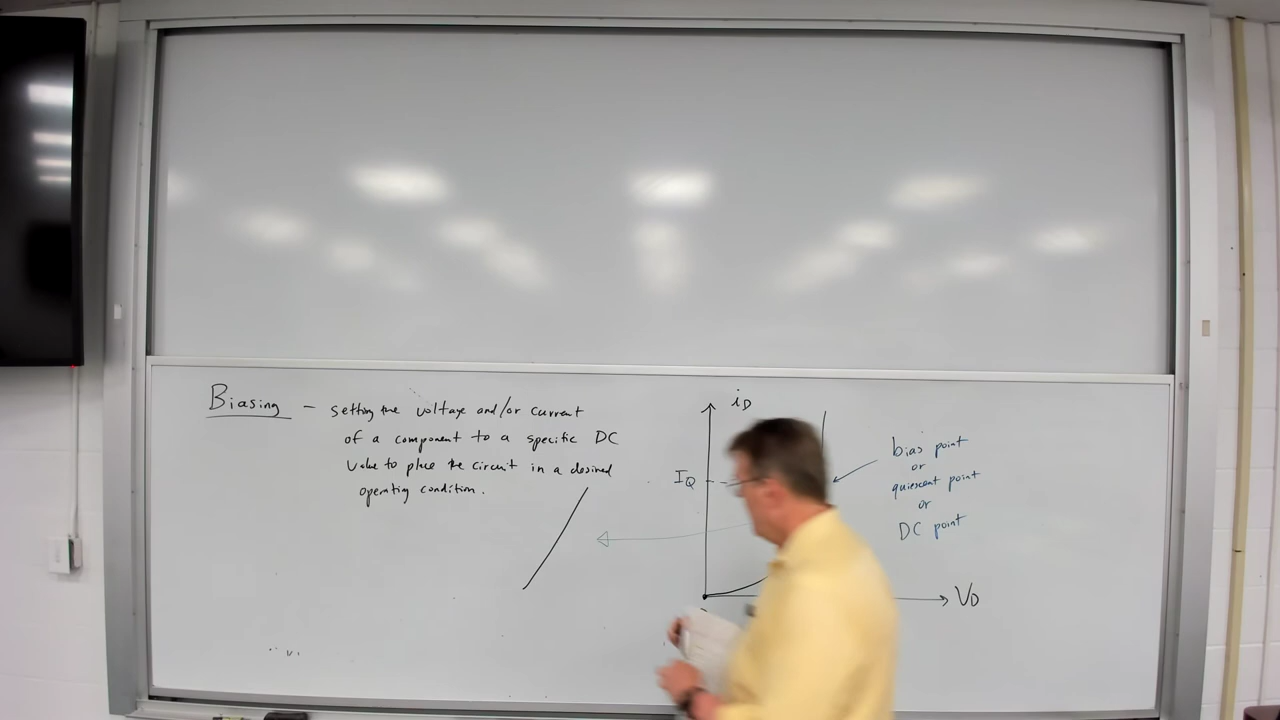 Biasing - setting the voltage and/or current
of a component to a specific DC
value to place the circuit in a desired
operating condition.
iD
IQ
VD
bias point
or
quiescent point
or
DC point